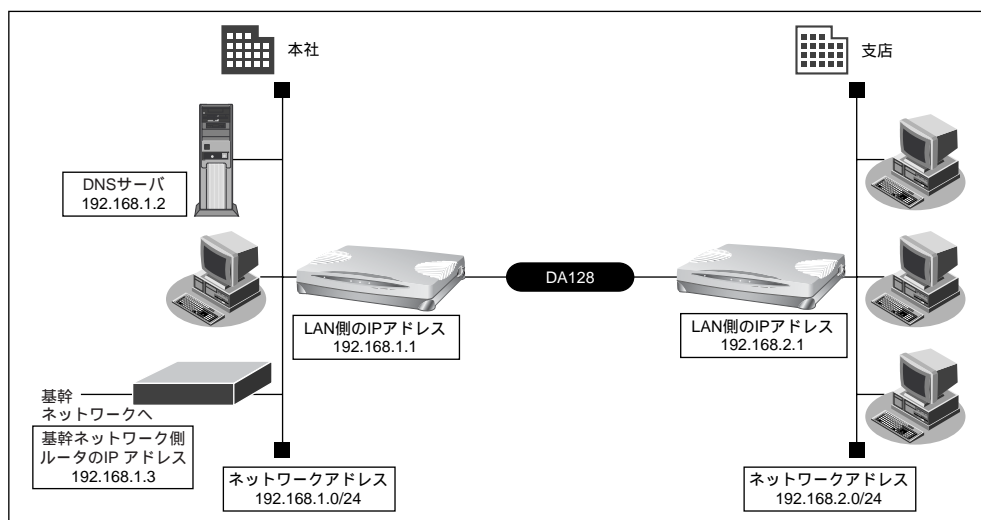 本社
支店
DNSサーバ
192.168.1.2
DA128
LAN側のIPアドレス
192.168.1.1
LAN側のIPアドレス
192.168.2.1
基幹
ネットワークへ
基幹ネットワーク側
ルータのIP アドレス
192.168.1.3
ネットワークアドレス
192.168.1.0/24
ネットワークアドレス
192.168.2.0/24